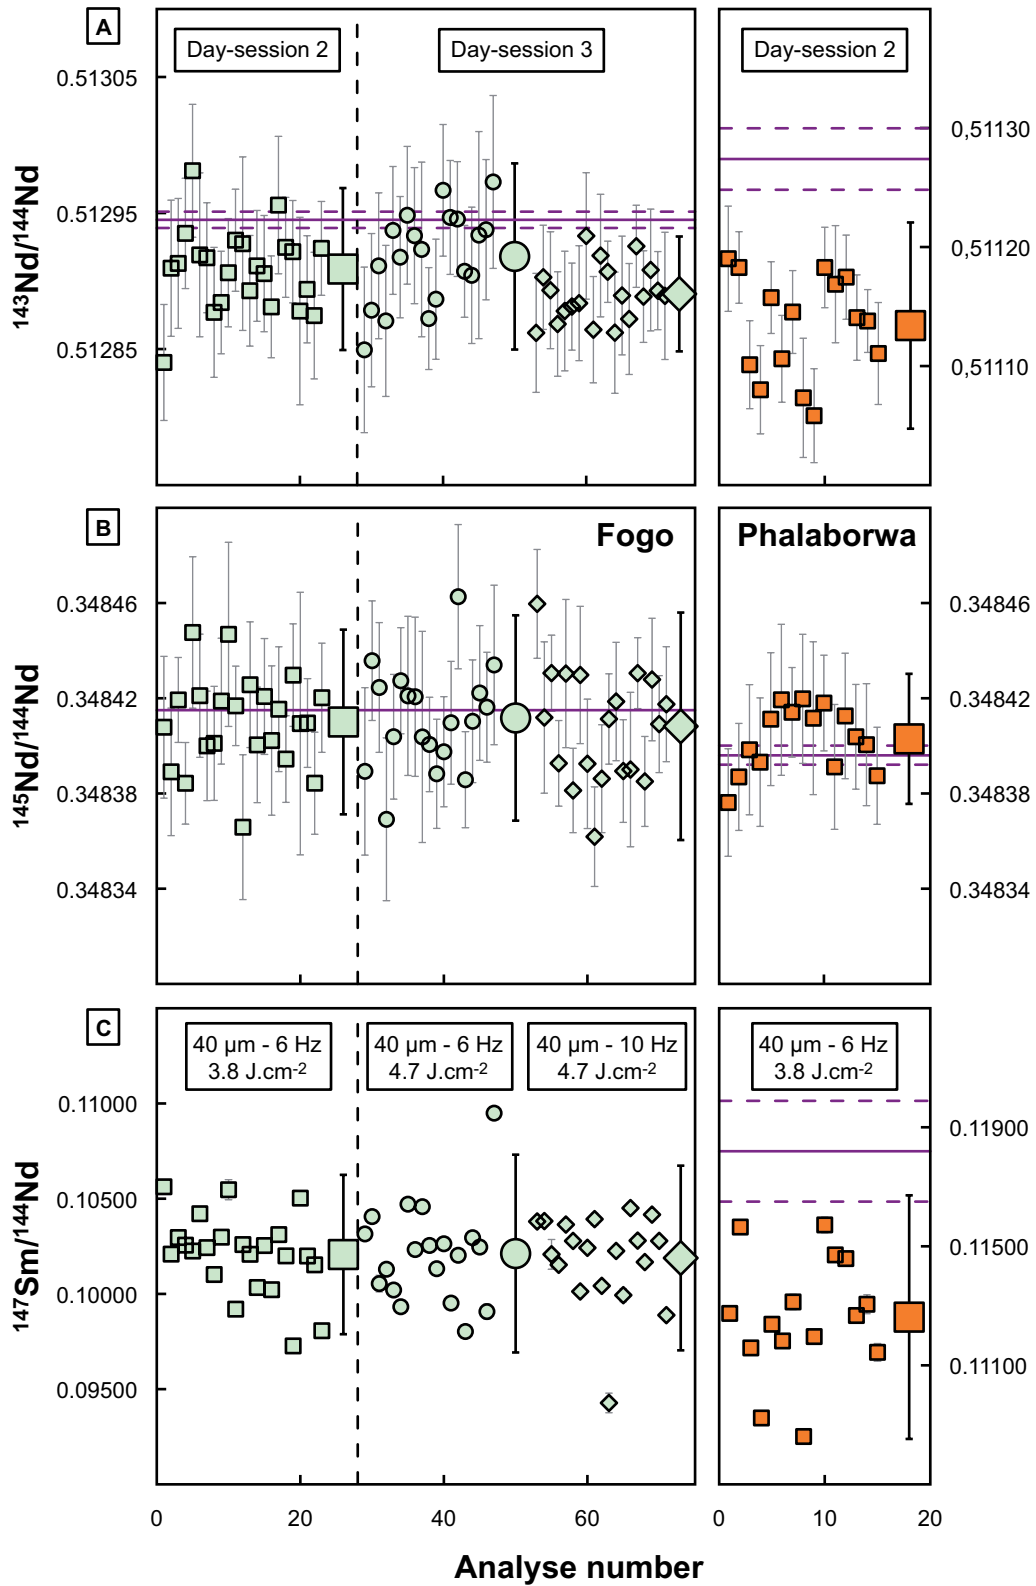 A
Day-session 2
Day-session 3
Day-session 2
0.51305
0.51295
0.51285
0,51130
0,51120
0,51110
¹⁴³Nd/¹⁴⁴Nd
B
Fogo
Phalaborwa
0.34846
0.34842
0.34838
0.34834
0.34846
0.34842
0.34838
0.34834
¹⁴⁵Nd/¹⁴⁴Nd
C
40 µm - 6 Hz
3.8 J.cm⁻²
40 µm - 6 Hz
4.7 J.cm⁻²
40 µm - 10 Hz
4.7 J.cm⁻²
40 µm - 6 Hz
3.8 J.cm⁻²
0.11000
0.10500
0.10000
0.09500
0.11900
0.11500
0.11100
¹⁴⁷Sm/¹⁴⁴Nd
0 20 40 60 0 10 20
Analyse number